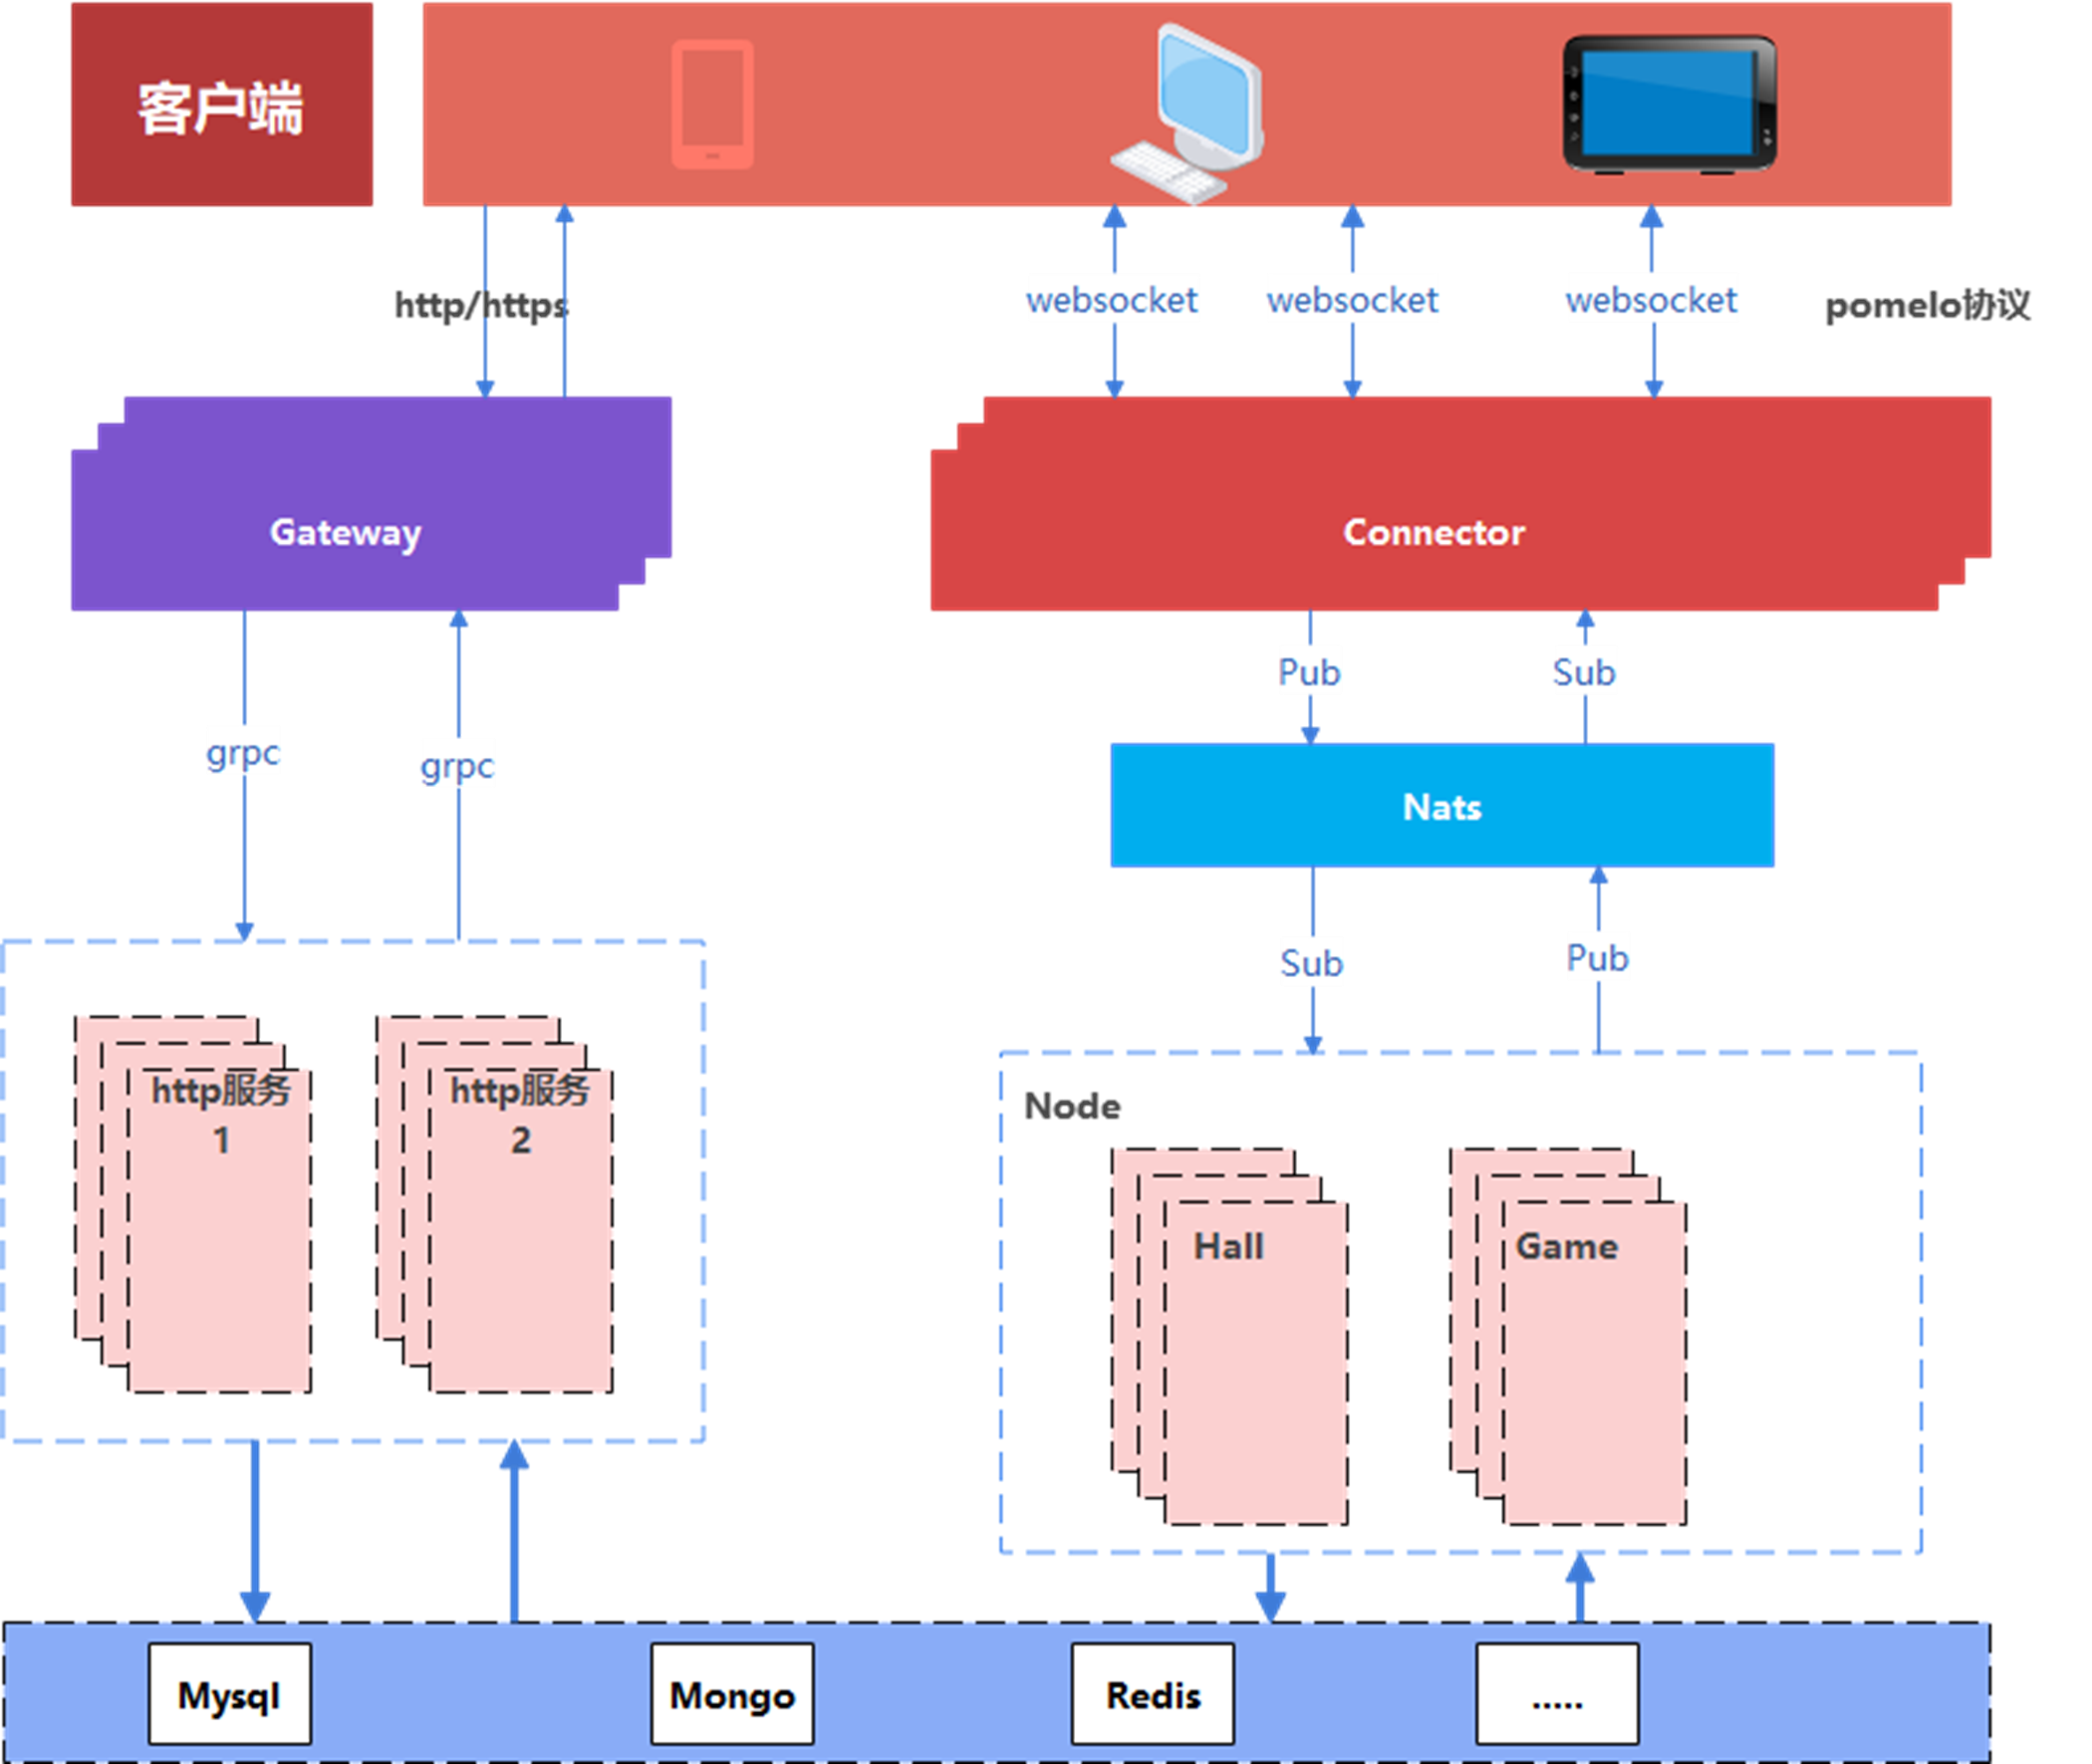 客户端
http/https
websocket
websocket
websocket
pomelo协议
Gateway
Connector
Pub
Sub
grpc
grpc
Nats
Sub
Pub
http服务
1
http服务
2
Node
Hall
Game
Mysql
Mongo
Redis
.....